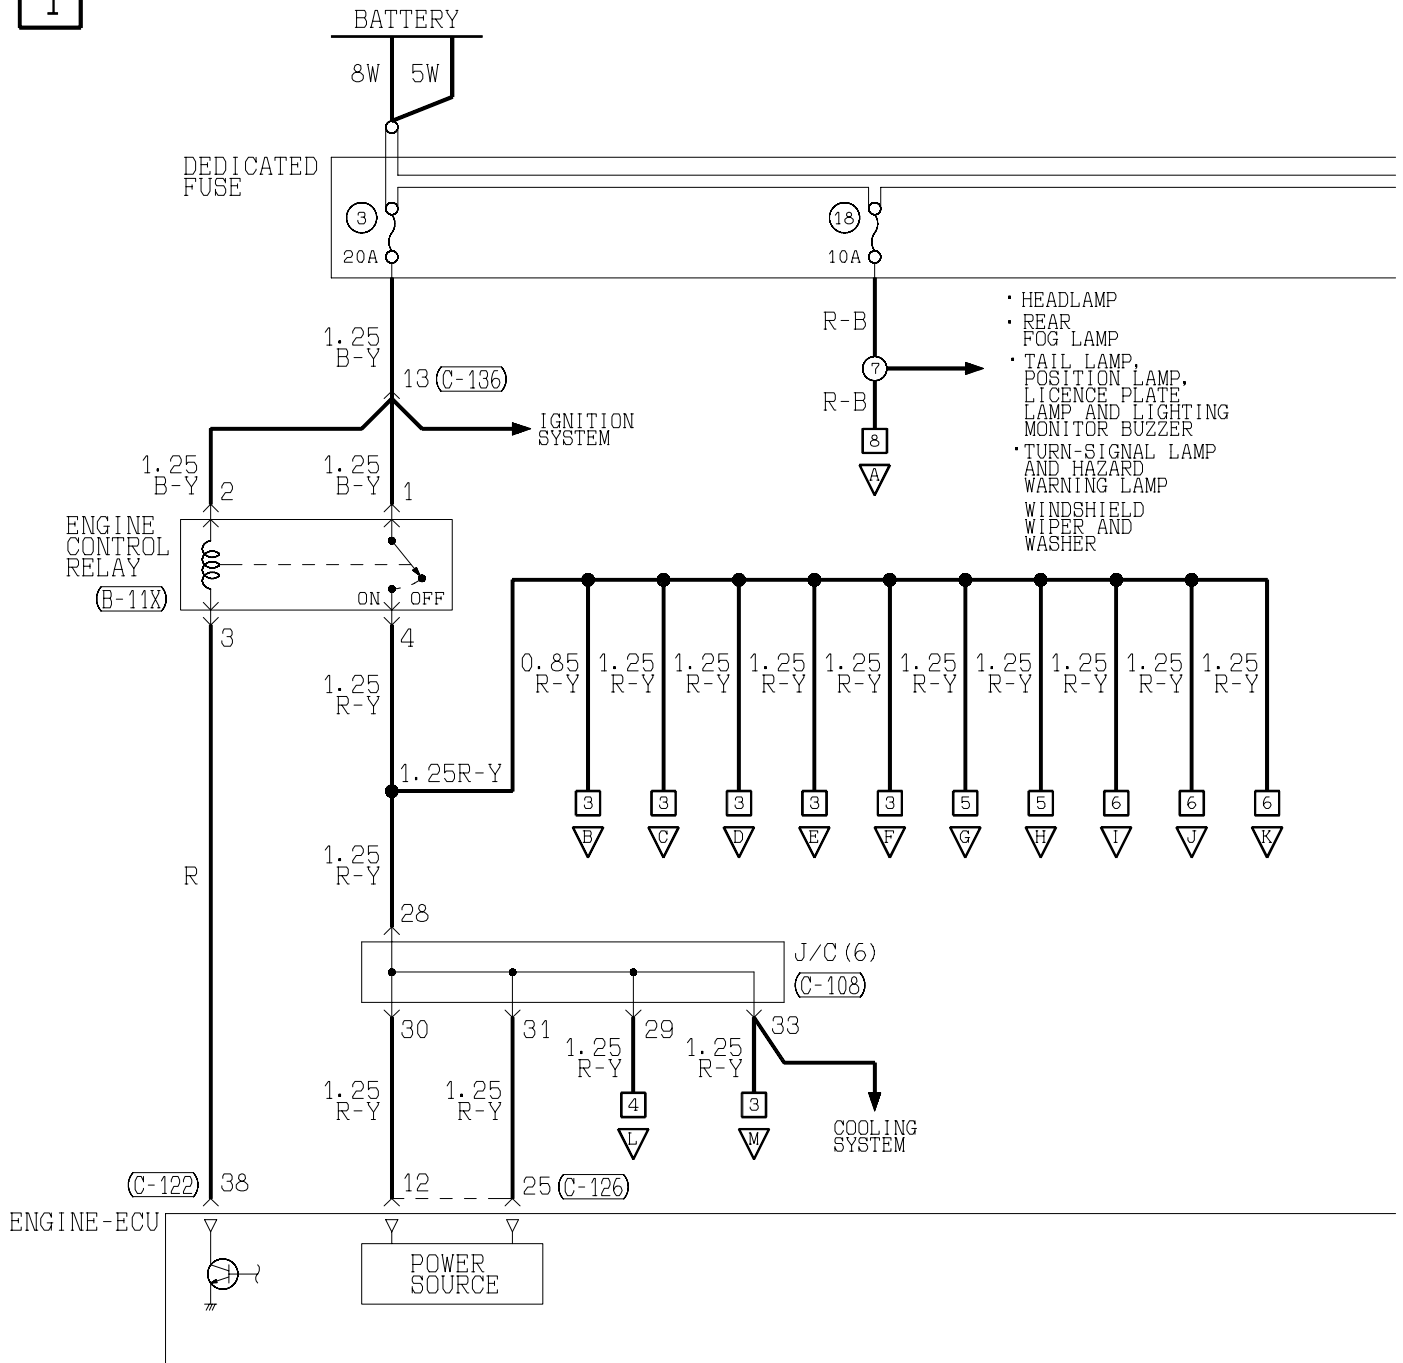 1
BATTERY
8W 5W
DEDICATED
FUSE
3
20A
18
10A
1.25
B-Y
13 (C-136)
IGNITION
SYSTEM
R-B
7
R-B
8
A
· HEADLAMP
· REAR
FOG LAMP
· TAIL LAMP,
POSITION LAMP,
LICENCE PLATE
LAMP AND LIGHTING
MONITOR BUZZER
· TURN-SIGNAL LAMP
AND HAZARD
WARNING LAMP
WINDSHIELD
WIPER AND
WASHER
1.25
B-Y
2
1.25
B-Y
1
ENGINE
CONTROL
RELAY
(B-11X)
ON OFF
3
4
1.25
R-Y
1.25R-Y
0.85 1.25 1.25 1.25 1.25 1.25 1.25 1.25 1.25 1.25
R-Y R-Y R-Y R-Y R-Y R-Y R-Y R-Y R-Y R-Y
3 3 3 3 3 5 5 6 6 6
B C D E F G H I J K
R
1.25
R-Y
28
J/C(6)
(C-108)
30 31 29 33
1.25
R-Y
1.25
R-Y
1.25
R-Y
1.25
R-Y
4
L
3
M
COOLING
SYSTEM
(C-122) 38
12
25 (C-126)
ENGINE-ECU
POWER
SOURCE